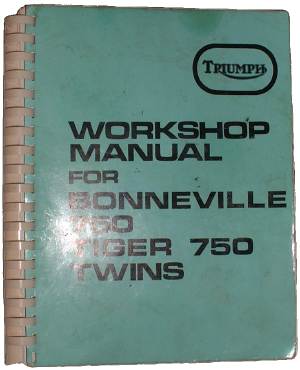 TRIUMPH
WORKSHOP
MANUAL
FOR
BONNEVILLE
750
TIGER 750
TWINS